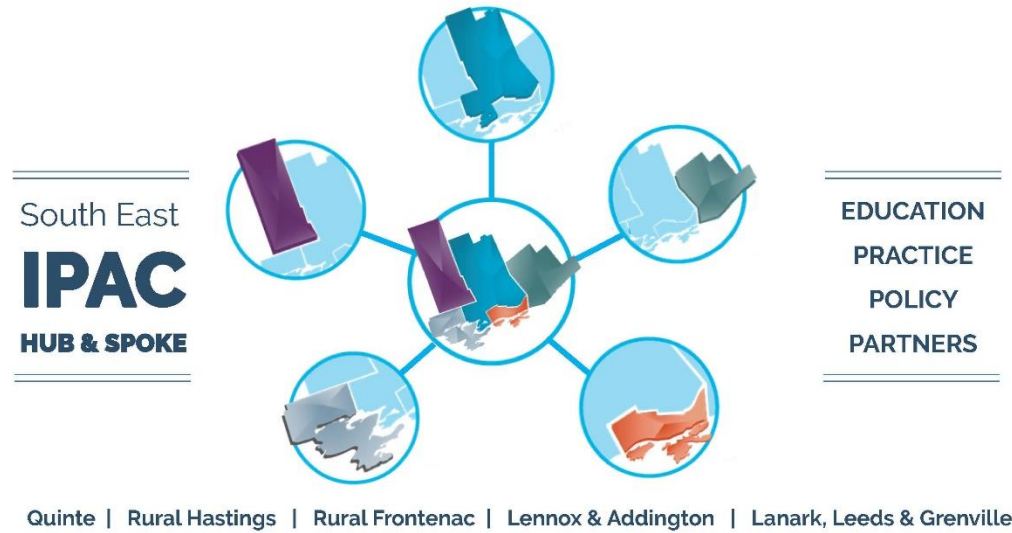 South East
IPAC
HUB & SPOKE
EDUCATION
PRACTICE
POLICY
PARTNERS
Quinte | Rural Hastings | Rural Frontenac | Lennox & Addington | Lanark, Leeds & Grenville